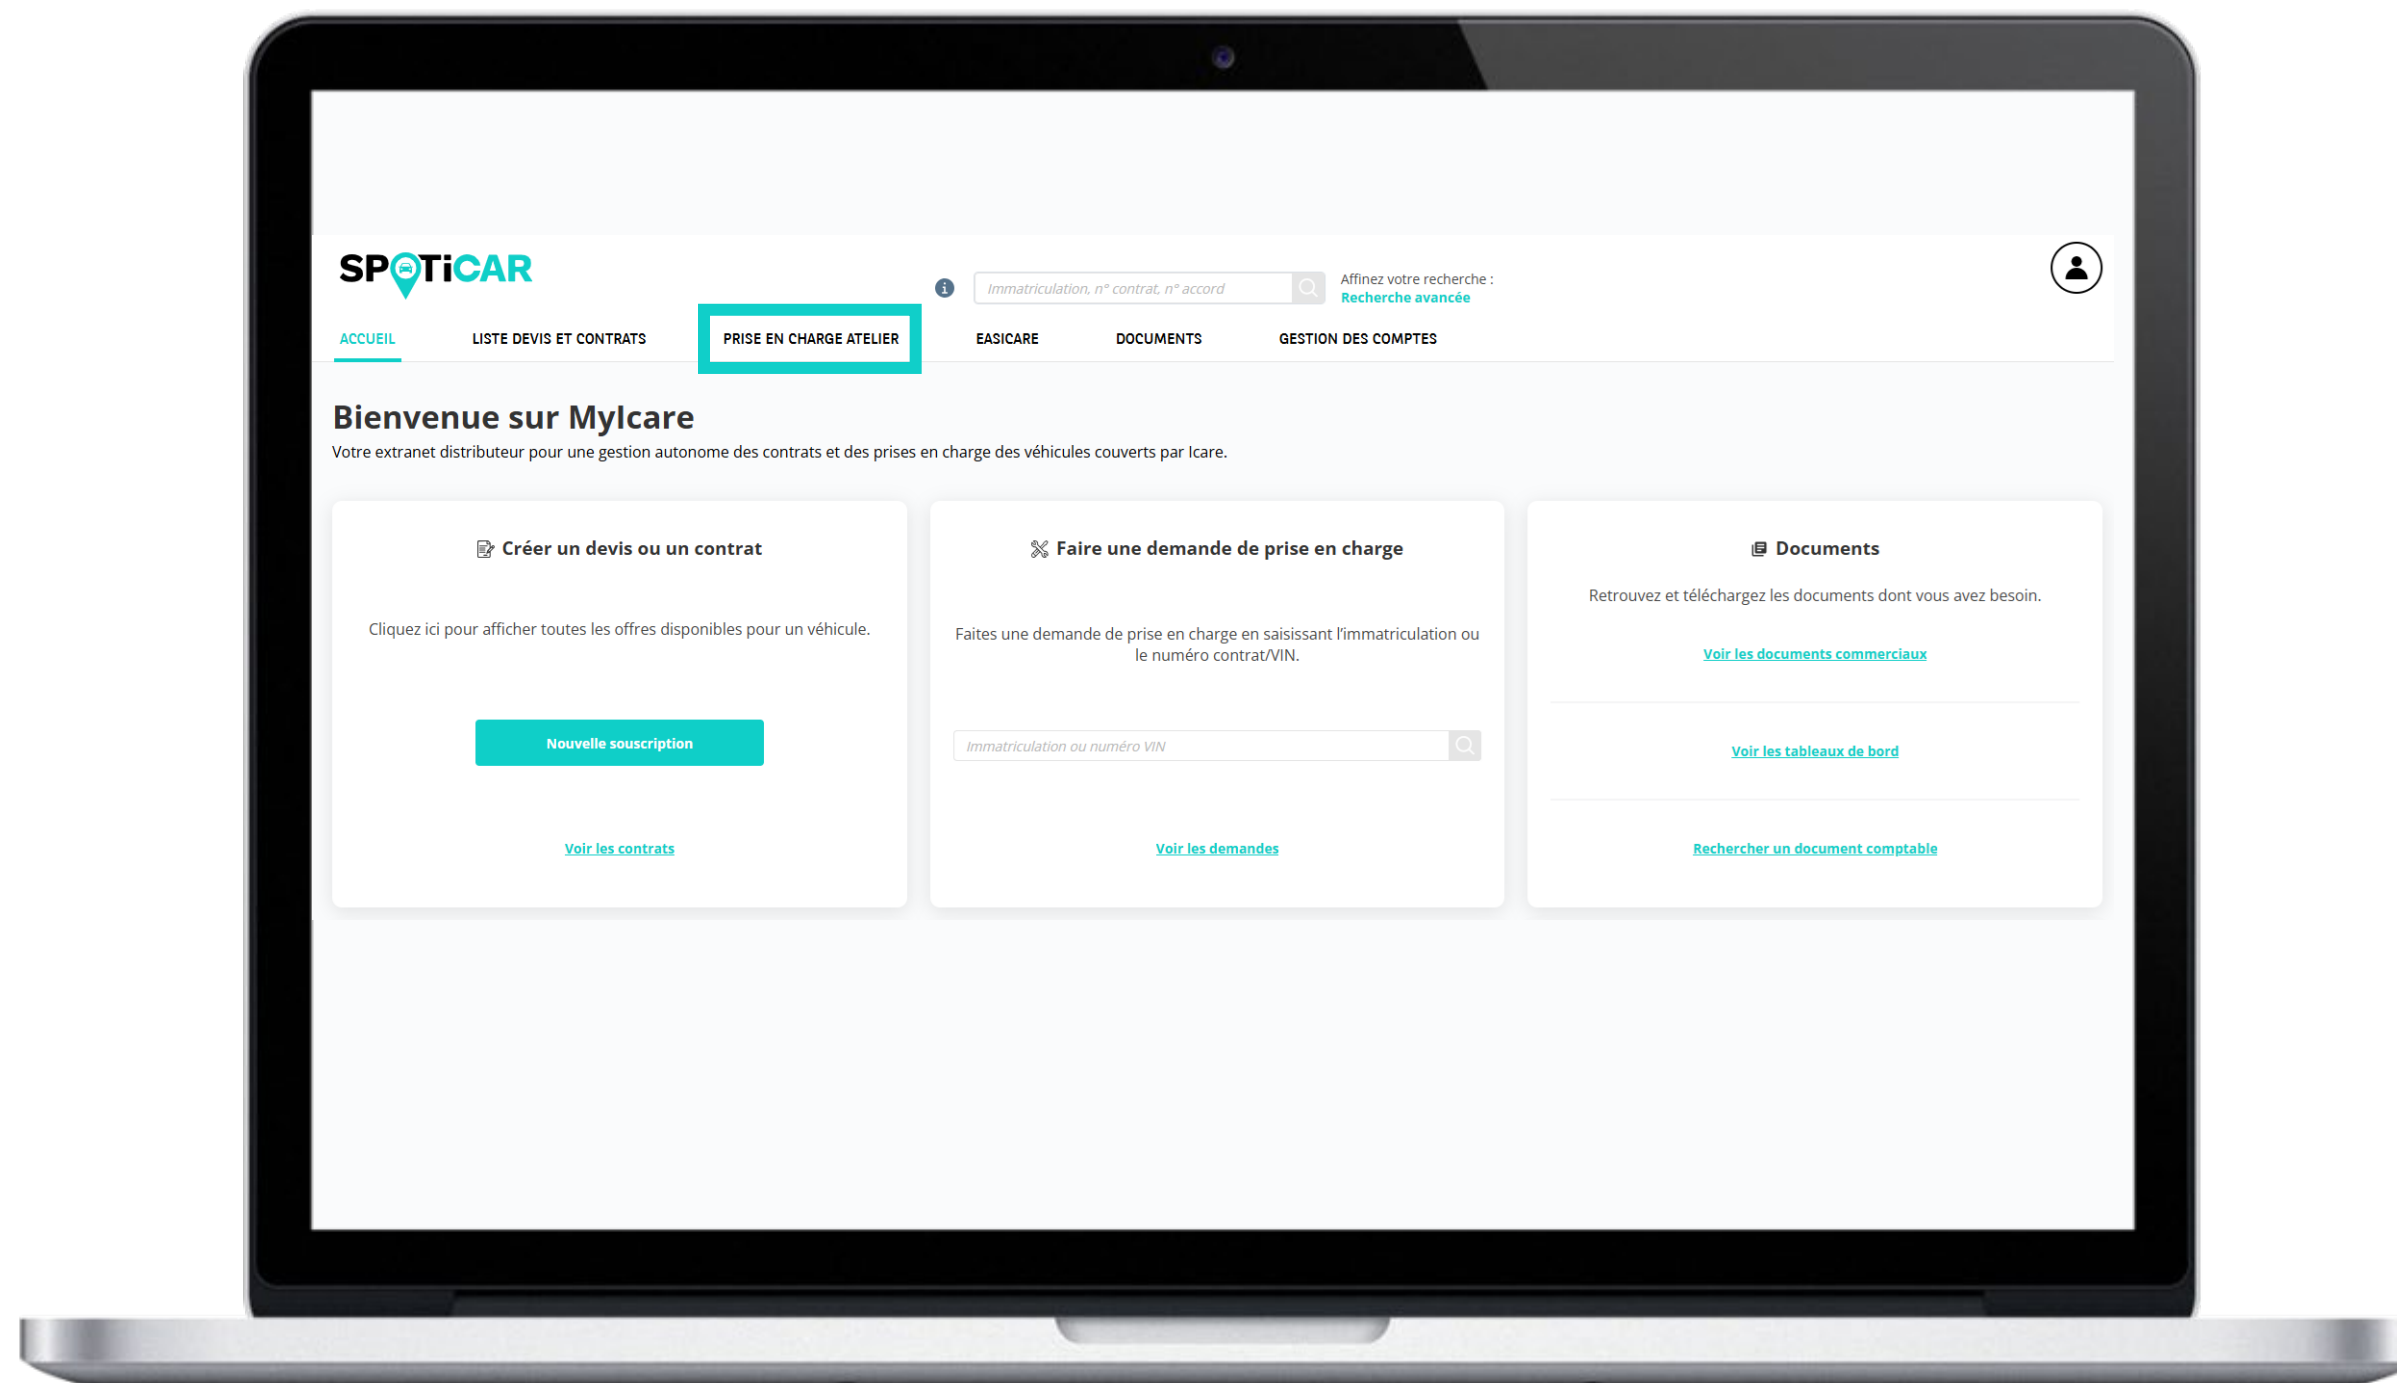 SPOTiCAR
Immatriculation, n° contrat, n° accord
Affinez votre recherche :
Recherche avancée
ACCUEIL
LISTE DEVIS ET CONTRATS
PRISE EN CHARGE ATELIER
EASICARE
DOCUMENTS
GESTION DES COMPTES
Bienvenue sur MyIcare
Votre extranet distributeur pour une gestion autonome des contrats et des prises en charge des véhicules couverts par Icare.
Créer un devis ou un contrat
Cliquez ici pour afficher toutes les offres disponibles pour un véhicule.
Nouvelle souscription
Voir les contrats
Faire une demande de prise en charge
Faites une demande de prise en charge en saisissant l’immatriculation ou
le numéro contrat/VIN.
Immatriculation ou numéro VIN
Voir les demandes
Documents
Retrouvez et téléchargez les documents dont vous avez besoin.
Voir les documents commerciaux
Voir les tableaux de bord
Rechercher un document comptable